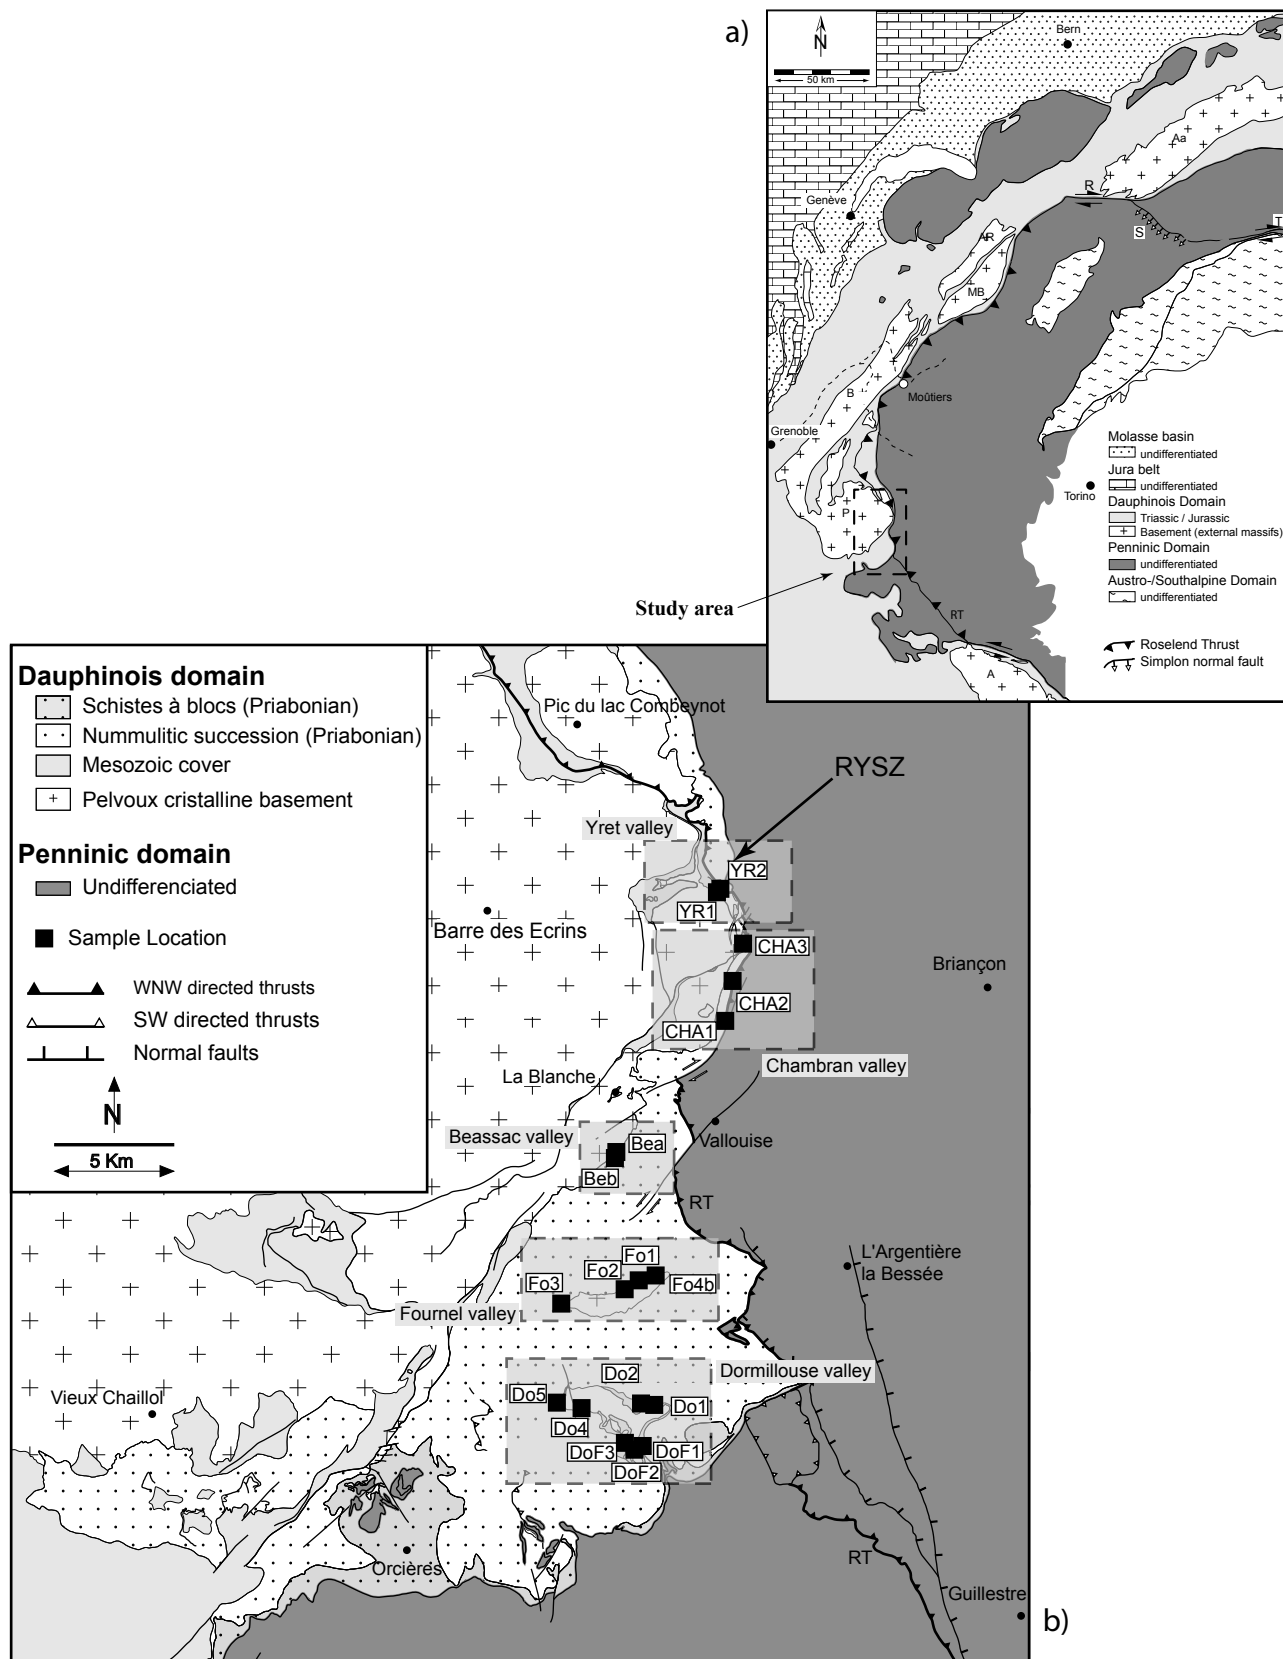 a)
N
50 km
Bern
Aa
R
Genève
S
T
AR
MB
B
Moûtiers
Grenoble
P
Torino
Molasse basin
undifferentiated
Jura belt
undifferentiated
Dauphinois Domain
Triassic / Jurassic
Basement (external massifs)
Penninic Domain
undifferentiated
Austro-/Southalpine Domain
undifferentiated
Roselend Thrust
Simplon normal fault
Study area
RT
A
Dauphinois domain
Schistes à blocs (Priabonian)
Nummulitic succession (Priabonian)
Mesozoic cover
Pelvoux cristalline basement
Penninic domain
Undifferenciated
Sample Location
WNW directed thrusts
SW directed thrusts
Normal faults
N
5 Km
Pic du lac Combeynot
RYSZ
Yret valley
YR2
YR1
Barre des Ecrins
CHA3
Briançon
CHA2
CHA1
Chambran valley
La Blanche
Beassac valley
Bea
Vallouise
Beb
RT
Fo1
L'Argentière
la Bessée
Fo2
Fo3
Fo4b
Fournel valley
Dormillouse valley
Do2
Do5
Do1
Vieux Chaillol
Do4
DoF3
DoF1
DoF2
Orcières
RT
Guillestre
b)